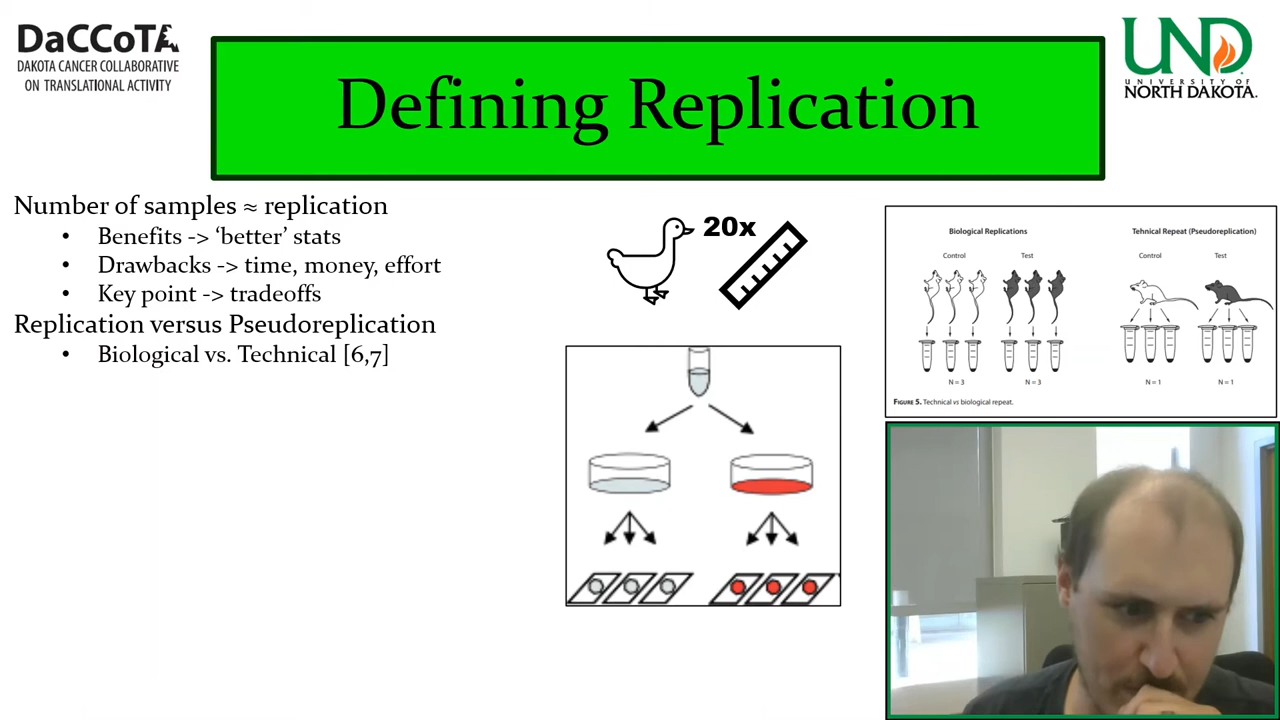 DaCCoTA
DAKOTA CANCER COLLABORATIVE
ON TRANSLATIONAL ACTIVITY
Defining Replication
UND
UNIVERSITY OF
NORTH DAKOTA.
Number of samples ≈ replication
• Benefits -> ‘better’ stats
• Drawbacks -> time, money, effort
• Key point -> tradeoffs
Replication versus Pseudoreplication
• Biological vs. Technical [6,7]
20x
Biological Replications
Tehnical Repeat (Pseudoreplication)
Control
Test
Control
Test
N = 3
N = 3
N = 1
N = 1
FIGURE 5. Technical vs biological repeat.